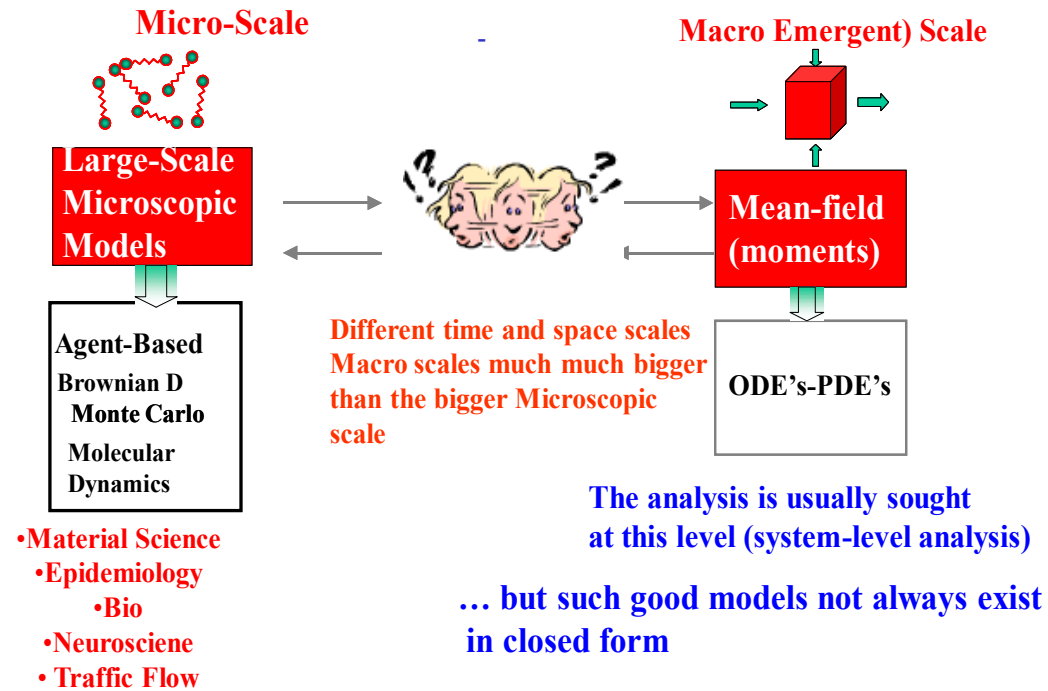 Micro-Scale
-
Macro Emergent) Scale
Large-Scale
Microscopic
Models
? ? ?
Mean-field
(moments)
Agent-Based
Brownian D
Monte Carlo
Molecular
Dynamics
Different time and space scales
Macro scales much much bigger
than the bigger Microscopic
scale
ODE's-PDE's
•Material Science
•Epidemiology
•Bio
•Neurosciene
• Traffic Flow
The analysis is usually sought
at this level (system-level analysis)
… but such good models not always exist
in closed form